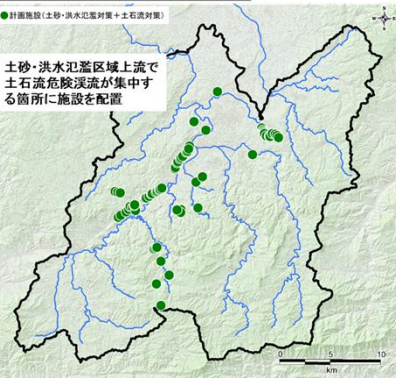 ●計画施設(土砂・洪水氾濫対策+土石流対策)
土砂・洪水氾濫区域上流で
土石流危険渓流が集中す
る箇所に施設を配置
0 5 10
km